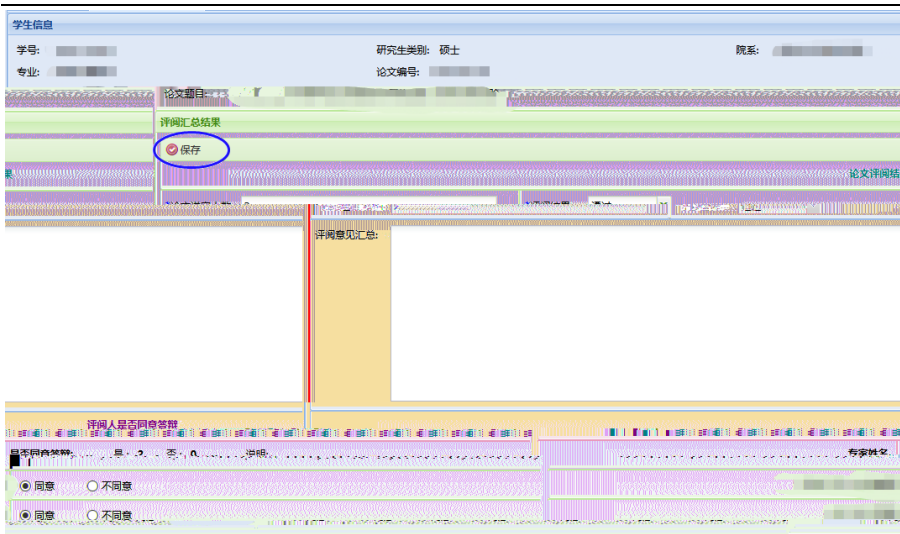 学生信息
学号: 研究生类别: 硕士 院系:
专业: 论文编号:
论文题目:
评阅汇总结果
保存
果 论文评阅结
评阅意见汇总:
评阅人是否同意答辩
是否同意答辩: 是: 2 否: 0 说明: 专家姓名
同意 不同意
同意 不同意